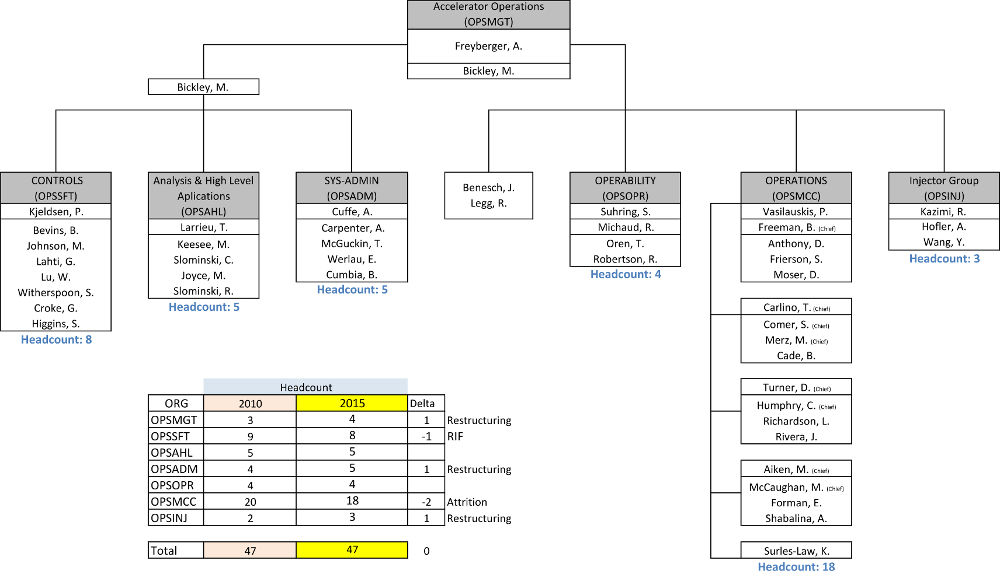 Accelerator Operations
(OPSMGT)
Freyberger, A.
Bickley, M.
Bickley, M.
CONTROLS
(OPSSFT)
Kjeldsen, P.
Bevins, B.
Johnson, M.
Lahti, G.
Lu, W.
Witherspoon, S.
Croke, G.
Higgins, S.
Headcount: 8
Analysis & High Level
Aplications
(OPSAHL)
Larrieu, T.
Keesee, M.
Slominski, C.
Joyce, M.
Slominski, R.
Headcount: 5
SYS-ADMIN
(OPSADM)
Cuffe, A.
Carpenter, A.
McGuckin, T.
Werlau, E.
Cumbia, B.
Headcount: 5
Benesch, J.
Legg, R.
OPERABILITY
(OPSOPR)
Suhring, S.
Michaud, R.
Oren, T.
Robertson, R.
Headcount: 4
OPERATIONS
(OPSMCC)
Vasilauskis, P.
Freeman, B. (Chief)
Anthony, D.
Frierson, S.
Moser, D.
Carlino, T. (Chief)
Comer, S. (Chief)
Merz, M. (Chief)
Cade, B.
Turner, D. (Chief)
Humphry, C. (Chief)
Richardson, L.
Rivera, J.
Aiken, M. (Chief)
McCaughan, M. (Chief)
Forman, E.
Shabalina, A.
Surles-Law, K.
Headcount: 18
Injector Group
(OPSINJ)
Kazimi, R.
Hofler, A.
Wang, Y.
Headcount: 3
Headcount
ORG 2010 2015 Delta
OPSMGT 3 4 1 Restructuring
OPSSFT 9 8 -1 RIF
OPSAHL 5 5
OPSADM 4 5 1 Restructuring
OPSOPR 4 4
OPSMCC 20 18 -2 Attrition
OPSINJ 2 3 1 Restructuring
Total 47 47 0